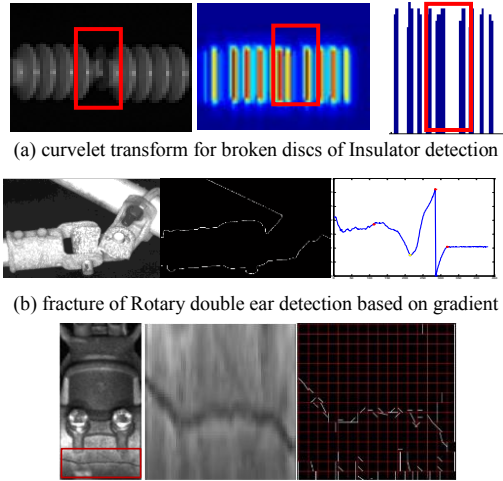 (a) curvelet transform for broken discs of Insulator detection
(b) fracture of Rotary double ear detection based on gradient